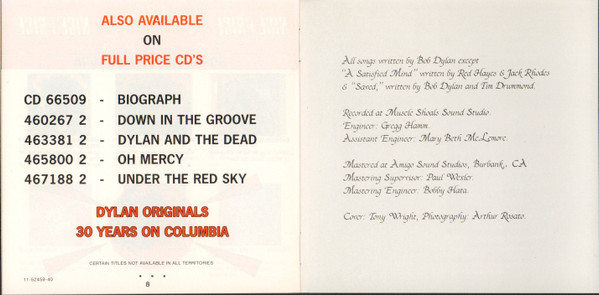 ALSO AVAILABLE
ON
FULL PRICE CD'S
CD 66509 - BIOGRAPH
460267 2 - DOWN IN THE GROOVE
463381 2 - DYLAN AND THE DEAD
465800 2 - OH MERCY
467188 2 - UNDER THE RED SKY
DYLAN ORIGINALS
30 YEARS ON COLUMBIA
CERTAIN TITLES NOT AVAILABLE IN ALL TERRITORIES
11-52459-40
• • •
8
All songs written by Bob Dylan except
"A Satisfied Mind" written by Red Hayes & Jack Rhodes
& "Saved," written by Bob Dylan and Tim Drummond.
Recorded at Muscle Shoals Sound Studio.
Engineer: Gregg Hamm.
Assistant Engineer: Mary Beth McLemore.
Mastered at Amigo Sound Studios, Burbank, CA
Mastering Supervisor: Paul Wexler.
Mastering Engineer: Bobby Hata.
Cover: Tony Wright, Photography: Arthur Rosato.